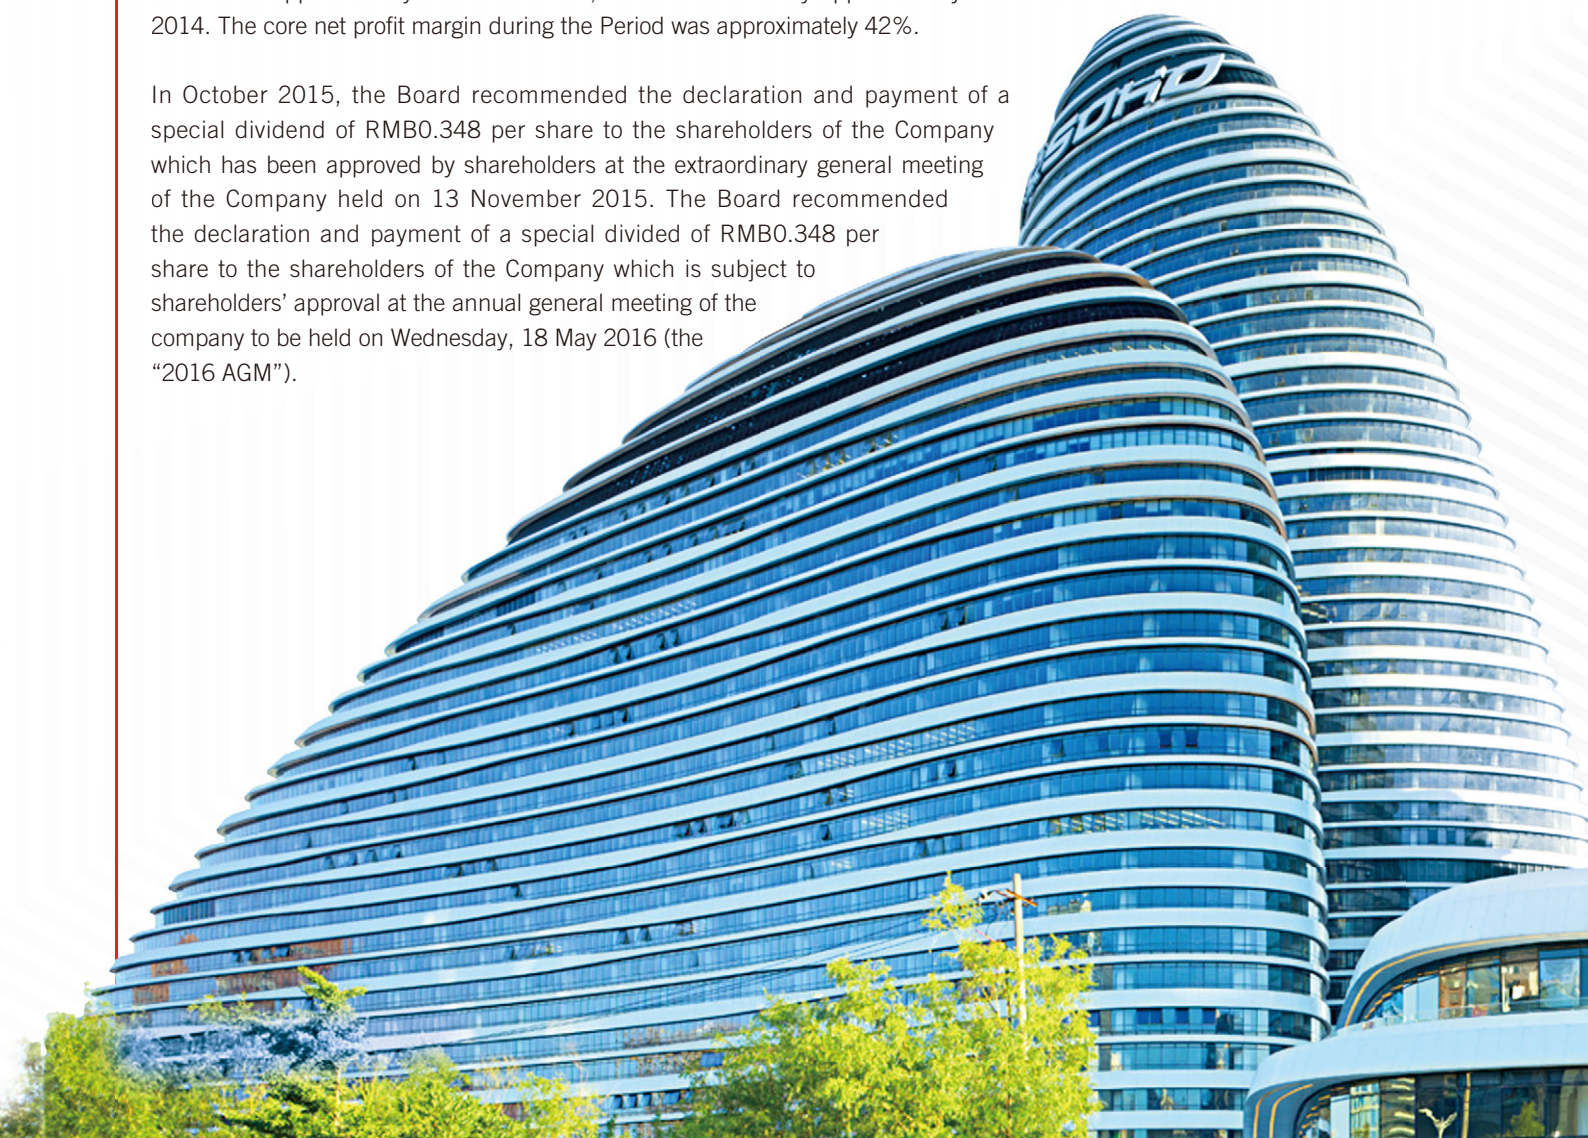 2014. The core net profit margin during the Period was approximately 42%.
In October 2015, the Board recommended the declaration and payment of a
special dividend of RMB0.348 per share to the shareholders of the Company
which has been approved by shareholders at the extraordinary general meeting
of the Company held on 13 November 2015. The Board recommended
the declaration and payment of a special divided of RMB0.348 per
share to the shareholders of the Company which is subject to
shareholders’ approval at the annual general meeting of the
company to be held on Wednesday, 18 May 2016 (the
“2016 AGM”).
SOHO